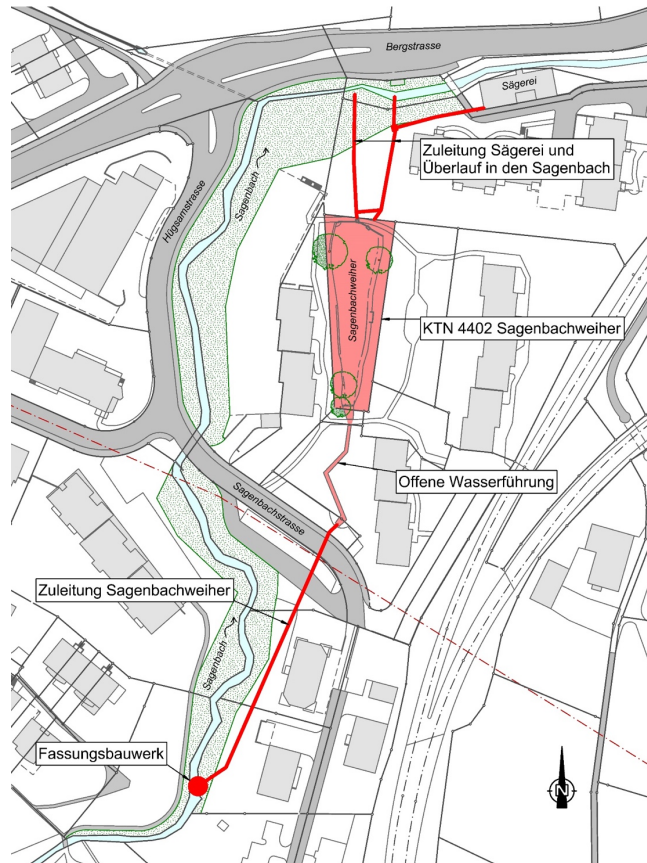 Bergstrasse
Sägerei
Zuleitung Sägerei und
Überlauf in den Sagenbach
Sagenbach
Hügsamstrasse
Sagenbachweiher
KTN 4402 Sagenbachweiher
Offene Wasserführung
Sagenbachstrasse
Zuleitung Sagenbachweiher
Sagenbach
Fassungsbauwerk
N